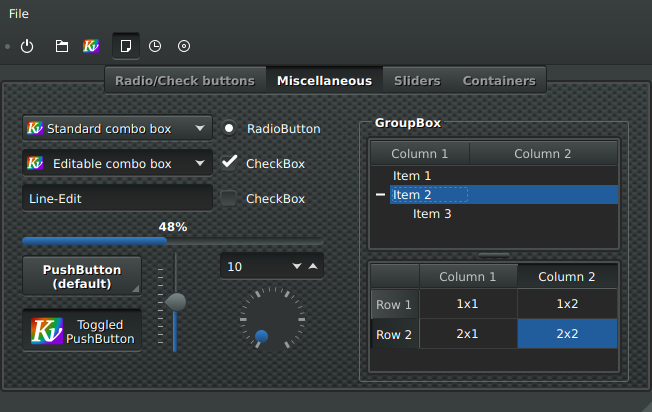 File
Radio/Check buttons
Miscellaneous
Sliders
Containers
Standard combo box
RadioButton
Editable combo box
CheckBox
Line-Edit
CheckBox
48%
PushButton
(default)
10
Toggled
PushButton
GroupBox
Column 1 Column 2
Item 1
Item 2
Item 3
Column 1 Column 2
Row 1 1x1 1x2
Row 2 2x1 2x2